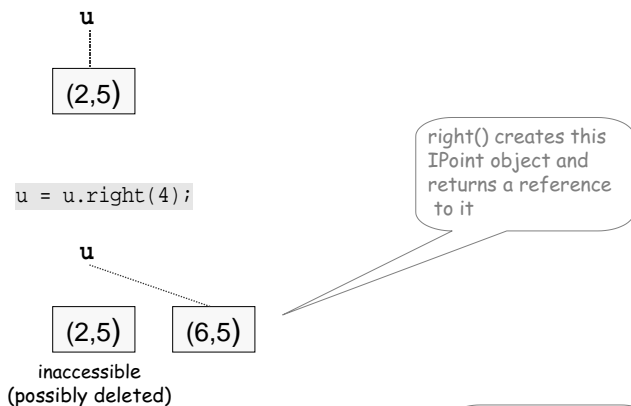 u
(2,5)
right() creates this
IPoint object and
returns a reference
to it
u = u.right(4);
u
(2,5)
(6,5)
inaccessible
(possibly deleted)